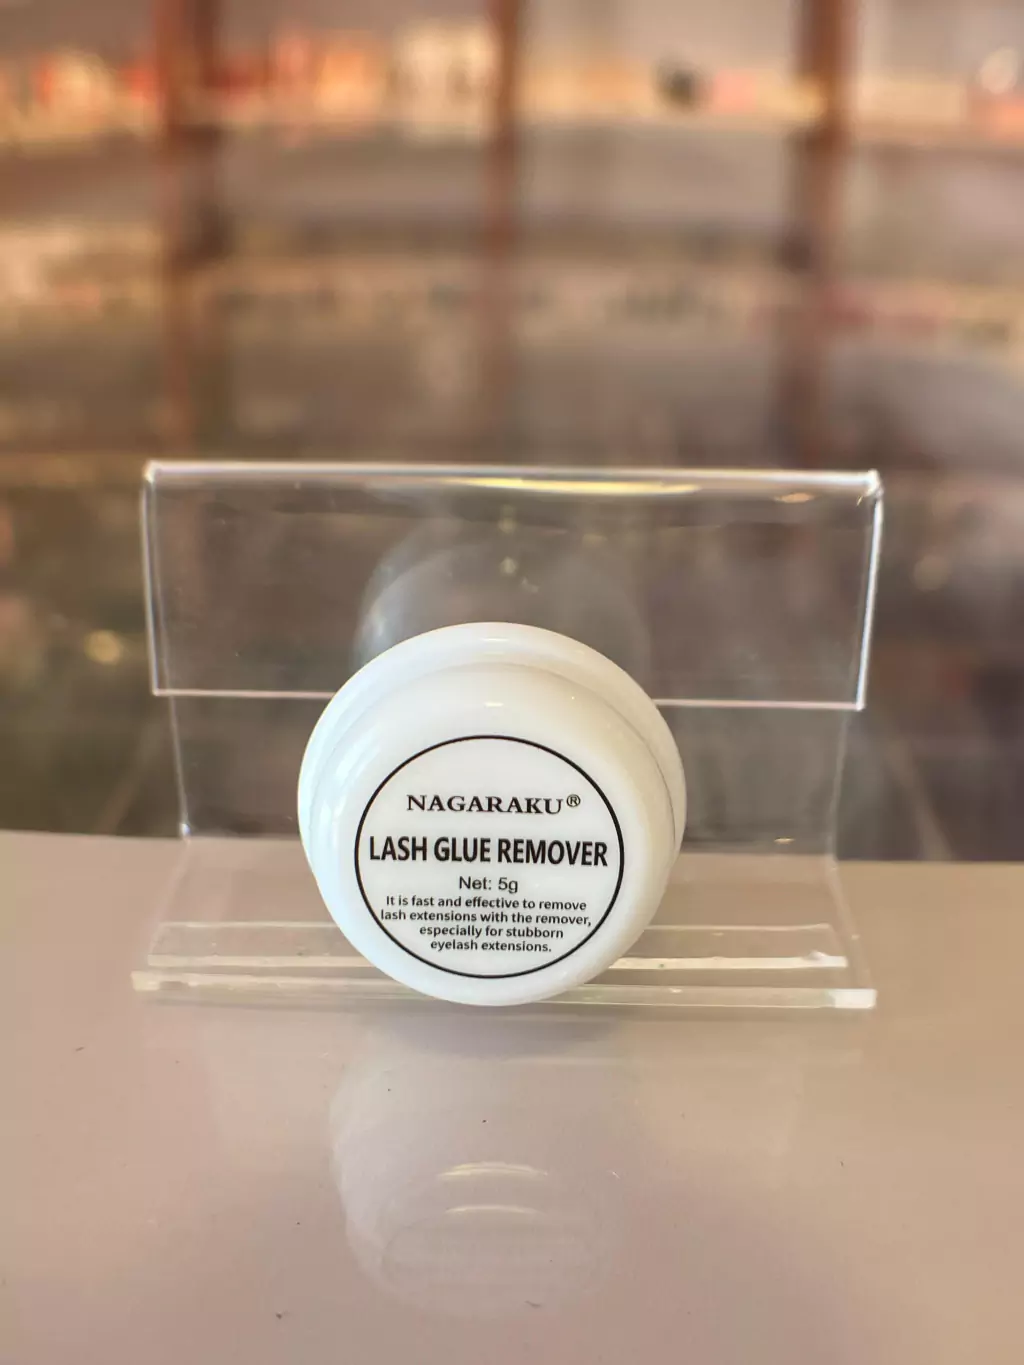 NAGARAKU®
LASH GLUE REMOVER
Net: 5g
It is fast and effective to remove
lash extensions with the remover,
especially for stubborn
eyelash extensions.